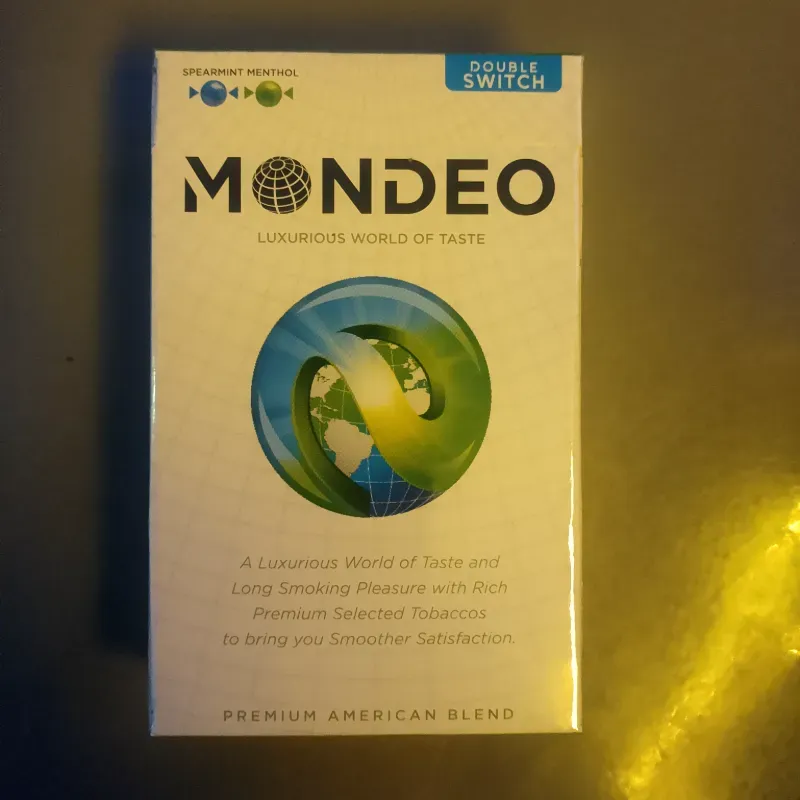 SPEARMINT MENTHOL
DOUBLE
SWITCH
MONDEO
LUXURIOUS WORLD OF TASTE
A Luxurious World of Taste and
Long Smoking Pleasure with Rich
Premium Selected Tobaccos
to bring you Smoother Satisfaction.
PREMIUM AMERICAN BLEND